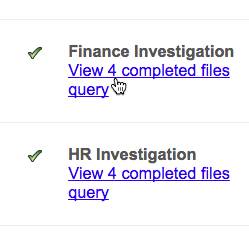 Finance Investigation
View 4 completed files
query
HR Investigation
View 4 completed files
query